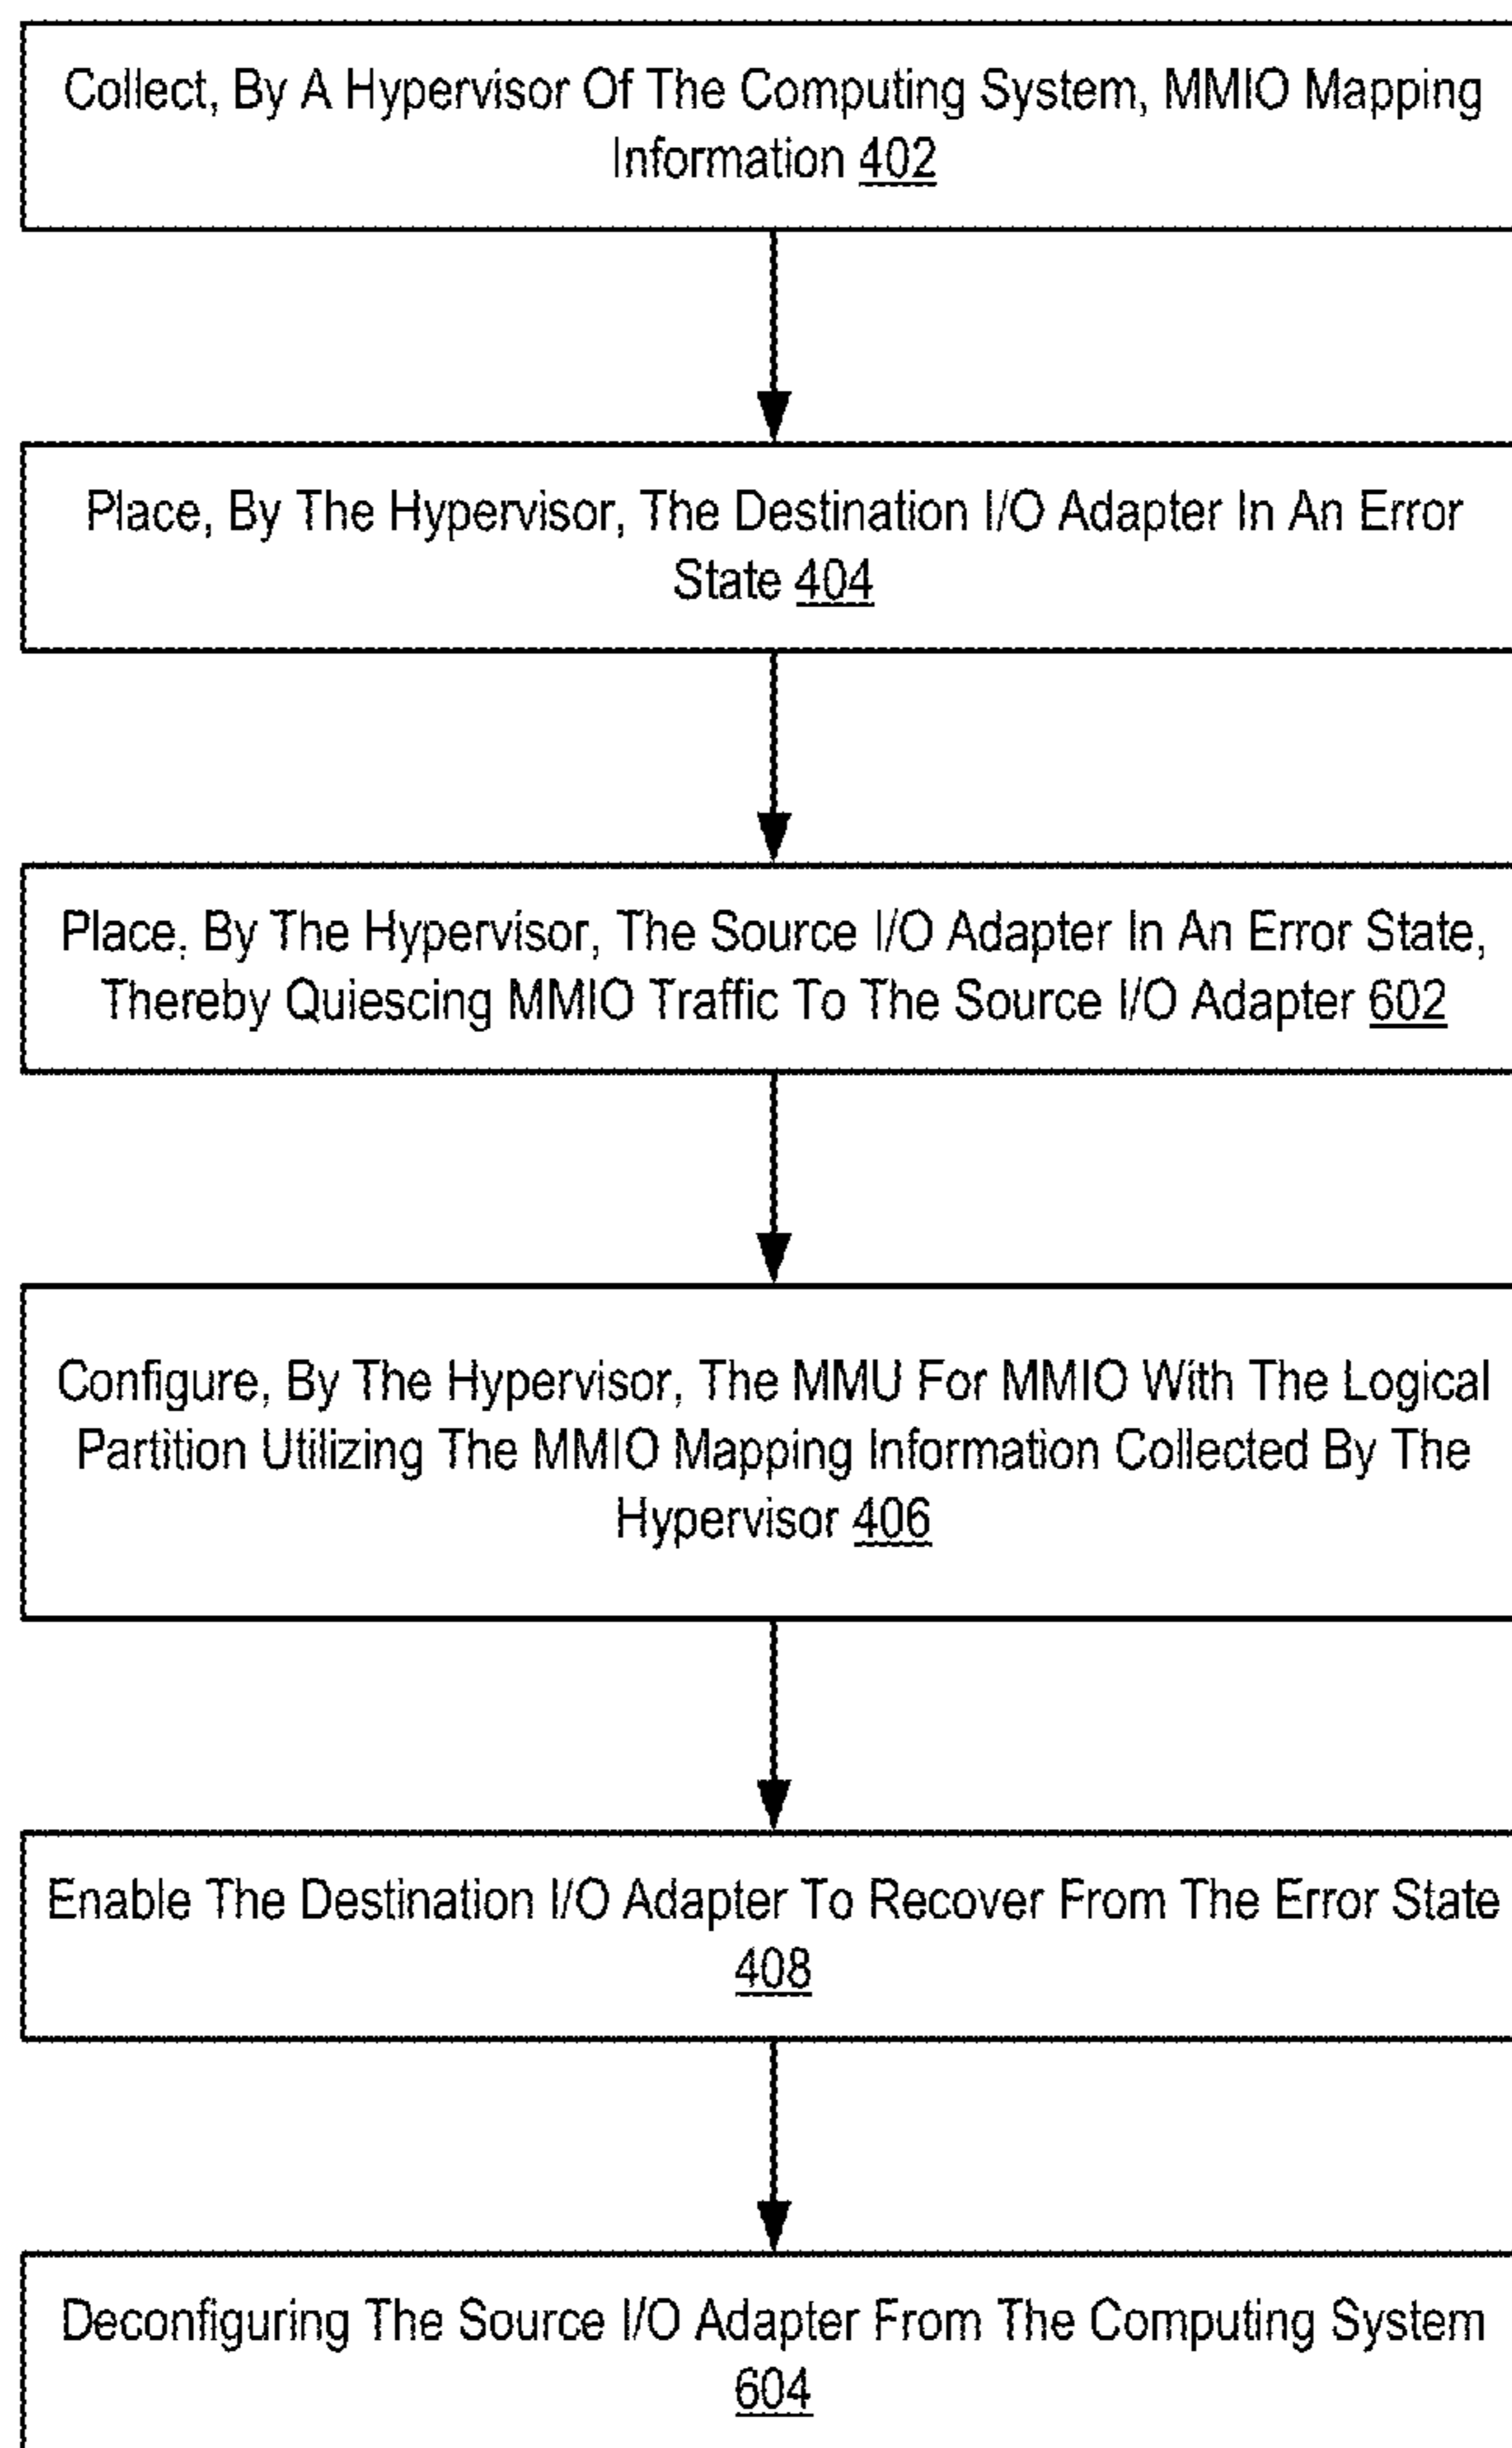 Collect, By A Hypervisor Of The Computing System, MMIO Mapping
Information 402
Place, By The Hypervisor, The Destination I/O Adapter In An Error
State 404
Place, By The Hypervisor, The Source I/O Adapter In An Error State,
Thereby Quiescing MMIO Traffic To The Source I/O Adapter 602
Configure, By The Hypervisor, The MMU For MMIO With The Logical
Partition Utilizing The MMIO Mapping Information Collected By The
Hypervisor 406
Enable The Destination I/O Adapter To Recover From The Error State
408
Deconfiguring The Source I/O Adapter From The Computing System
604